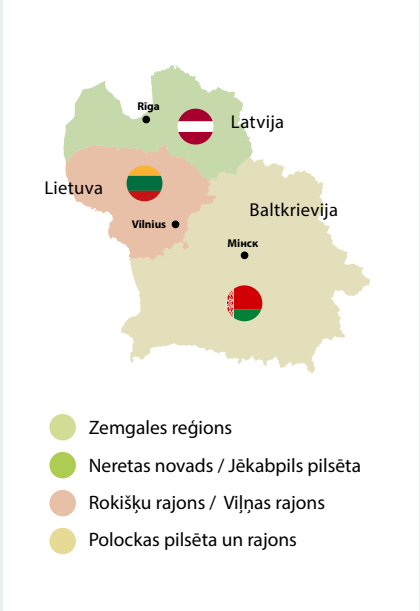 Rīga
Latvija
Lietuva
Vilnius
Baltkrievija
Мінск
Zemgales reģions
Neretas novads / Jēkabpils pilsēta
Rokišķu rajons / Viļņas rajons
Polockas pilsēta un rajons